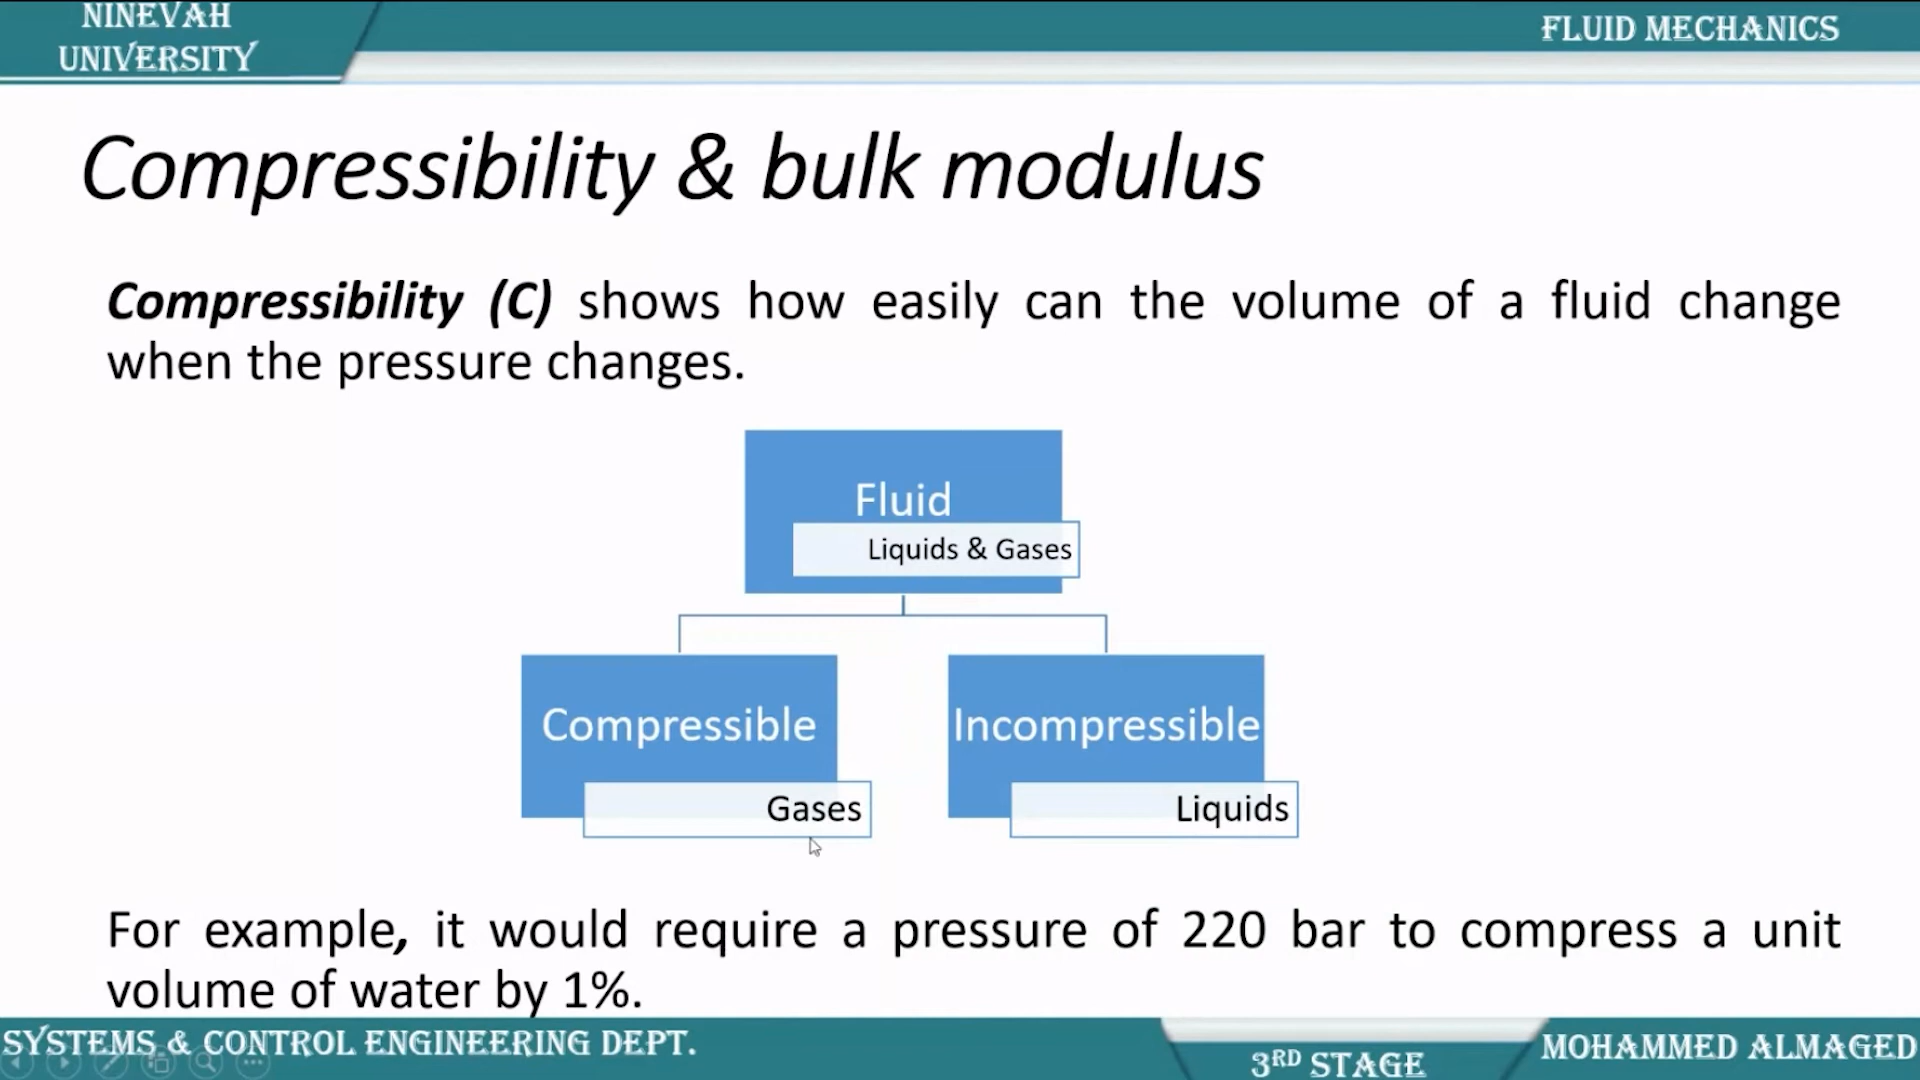 NINEVAH
UNIVERSITY
FLUID MECHANICS
Compressibility & bulk modulus
Compressibility (C) shows how easily can the volume of a fluid change
when the pressure changes.
Fluid
Liquids & Gases
Compressible
Gases
Incompressible
Liquids
For example, it would require a pressure of 220 bar to compress a unit
volume of water by 1%.
SYSTEMS & CONTROL ENGINEERING DEPT.
3RD STAGE
MOHAMMED ALMAGED